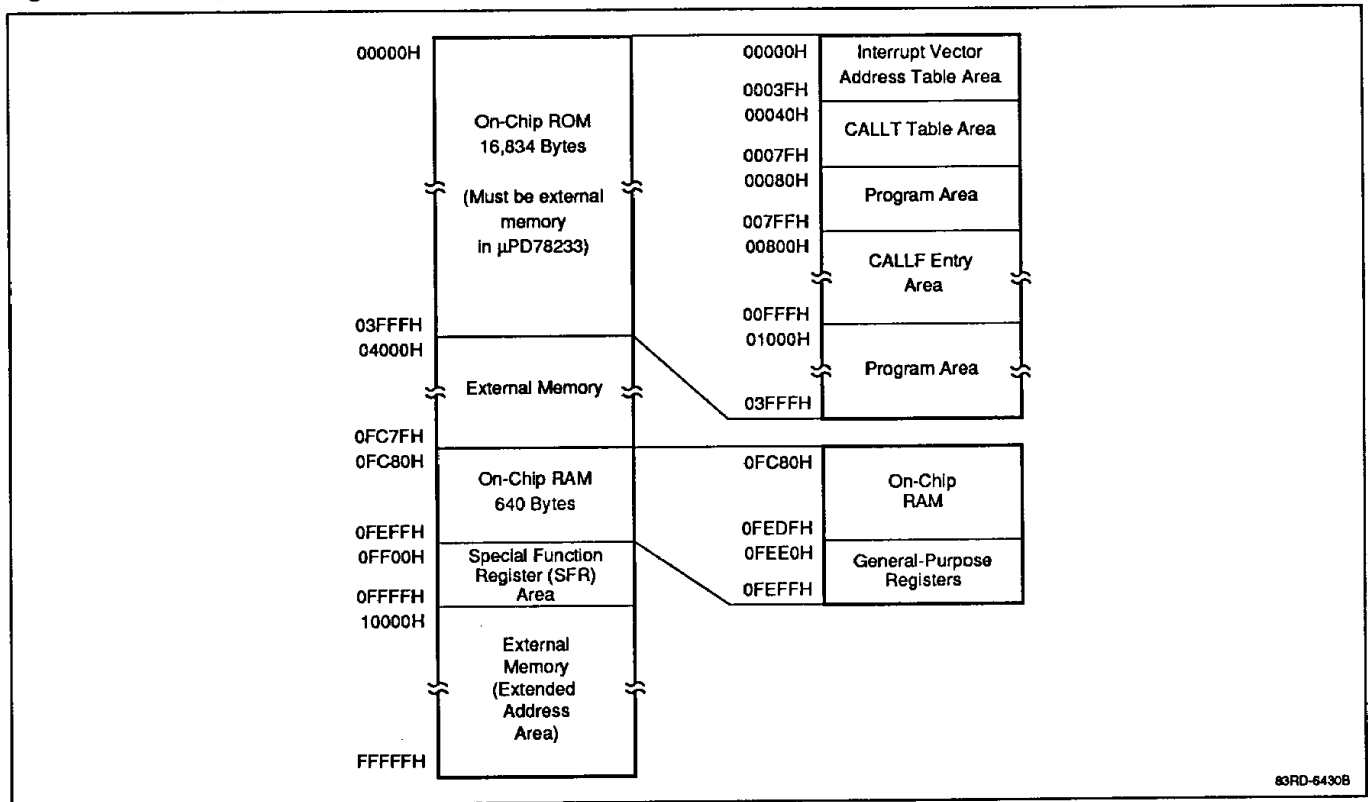 00000H
On-Chip ROM
16,834 Bytes
(Must be external
memory
in µPD78233)
03FFFH
04000H
External Memory
0FC7FH
0FC80H
On-Chip RAM
640 Bytes
0FEFFH
0FF00H
Special Function
Register (SFR)
Area
0FFFFH
10000H
External
Memory
(Extended
Address
Area)
FFFFFH
00000H
Interrupt Vector
Address Table Area
0003FH
00040H
CALLT Table Area
0007FH
00080H
Program Area
007FFH
00800H
CALLF Entry
Area
00FFFH
01000H
Program Area
03FFFH
0FC80H
On-Chip
RAM
0FEDFH
0FEE0H
General-Purpose
Registers
0FEFFH
83RD-6430B